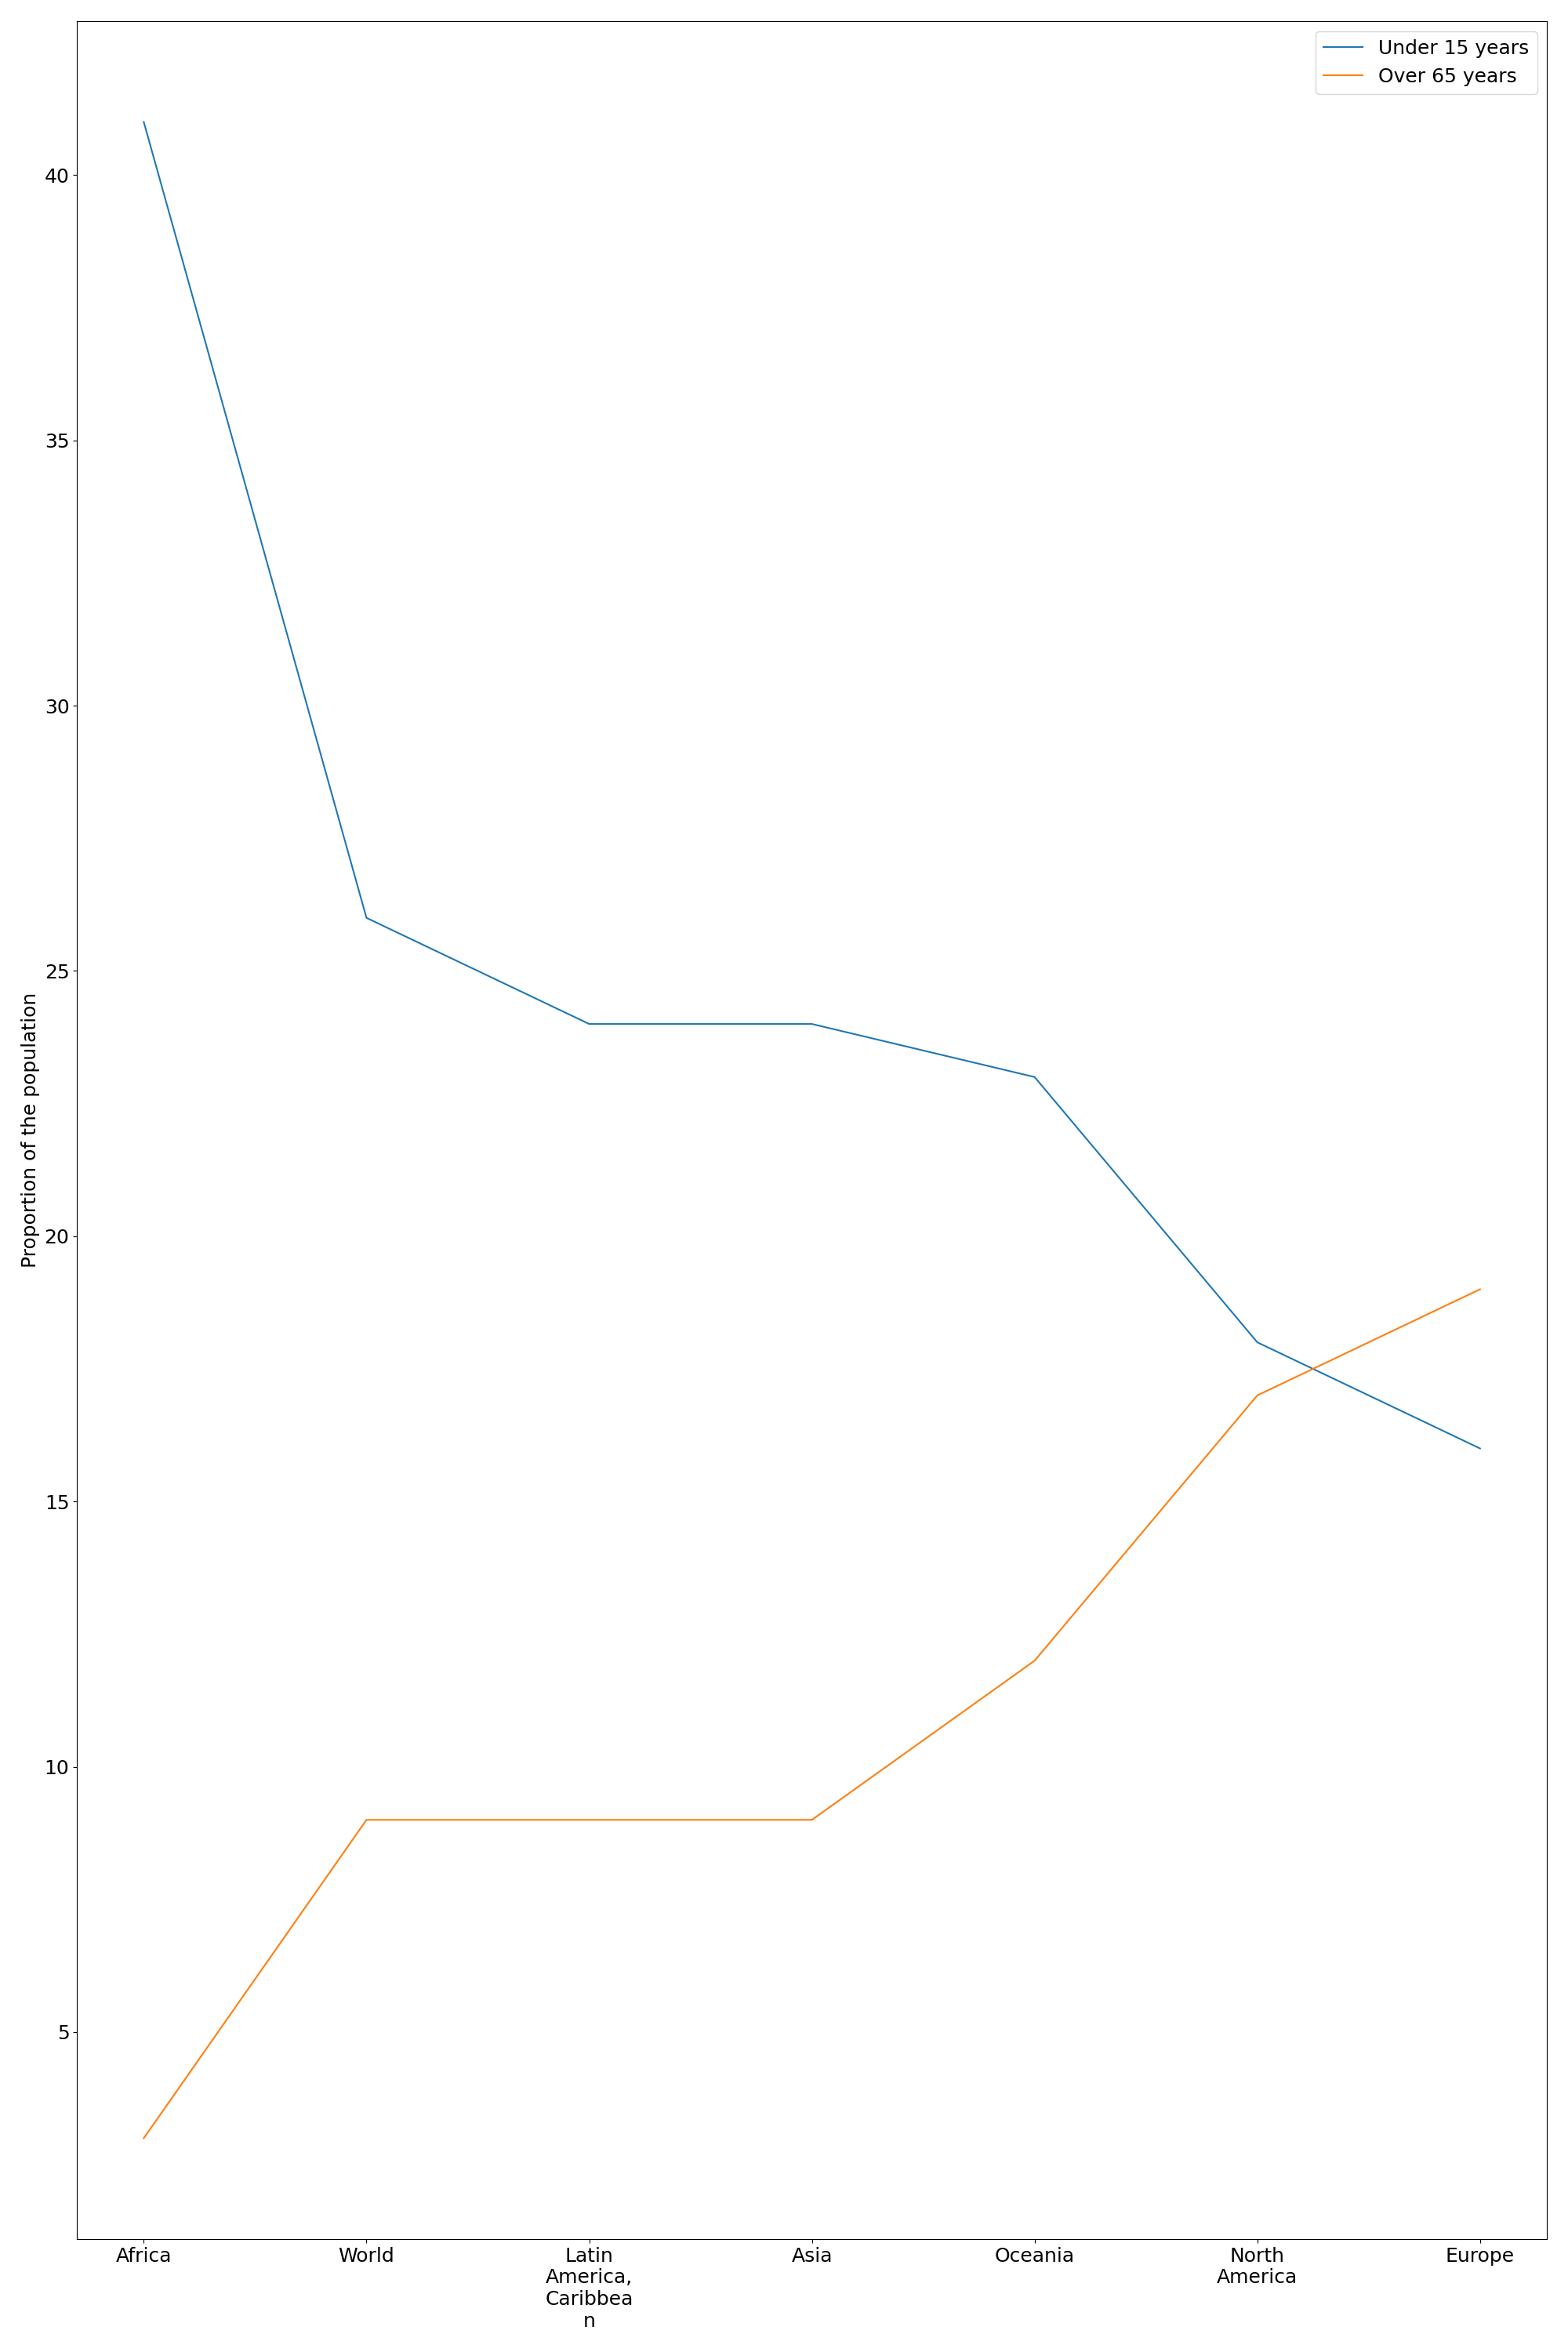 Under 15 years
Over 65 years
Proportion of the population
40
35
30
25
20
15
10
5
Africa
World
Latin
America,
Caribbea
n
Asia
Oceania
North
America
Europe